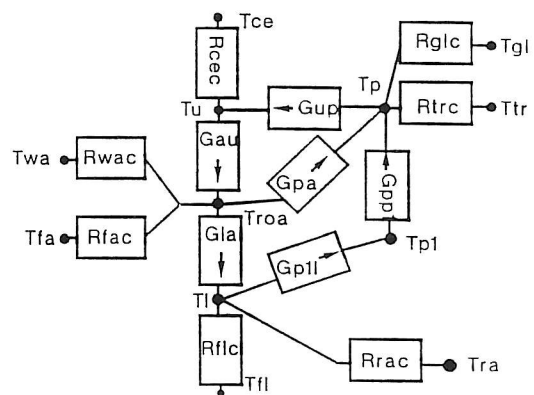 Tce
Rcec
Rglc
Tgl
Tp
Tu
Gup
Rtrc
Ttr
Gau
Twa
Rwac
Gpa
Gpp
Troa
Tfa
Rfac
Gla
Tp1
Gp1l
Tl
Rflc
Rrac
Tra
Tfl